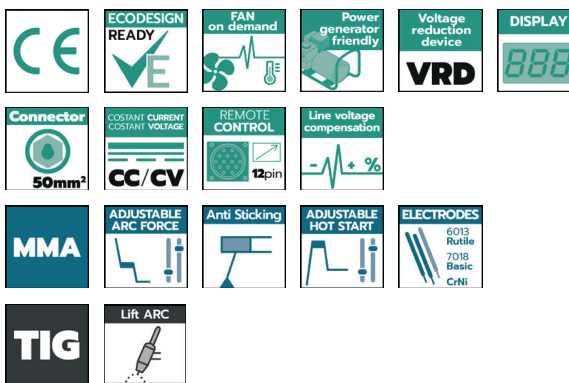 CE
ECODESIGN
READY
E
FAN
on demand
Power
generator
friendly
Voltage
reduction
device
VRD
DISPLAY
888
Connector
50mm²
COSTANT CURRENT
COSTANT VOLTAGE
CC/CV
REMOTE
CONTROL
12pin
Line voltage
compensation
- + %
MMA
ADJUSTABLE
ARC FORCE
Anti Sticking
ADJUSTABLE
HOT START
ELECTRODES
6013
Rutile
7018
Basic
CrNi
TIG
Lift ARC